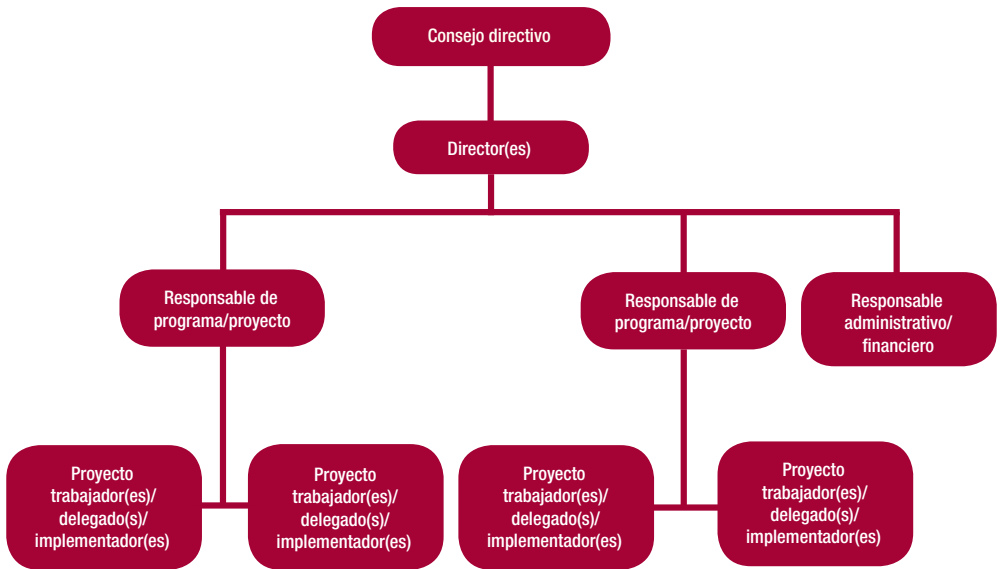 Consejo directivo
Director(es)
Responsable de
programa/proyecto
Responsable de
programa/proyecto
Responsable
administrativo/
financiero
Proyecto
trabajador(es)/
delegado(s)/
implementador(es)
Proyecto
trabajador(es)/
delegado(s)/
implementador(es)
Proyecto
trabajador(es)/
delegado(s)/
implementador(es)
Proyecto
trabajador(es)/
delegado(s)/
implementador(es)